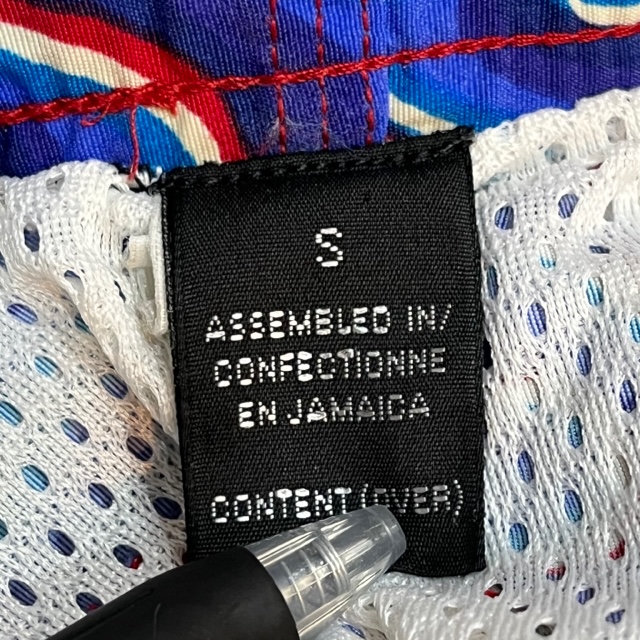 S
ASSEMBLED IN/
CONFECTIONNE
EN JAMAICA
CONTENT (OVER)